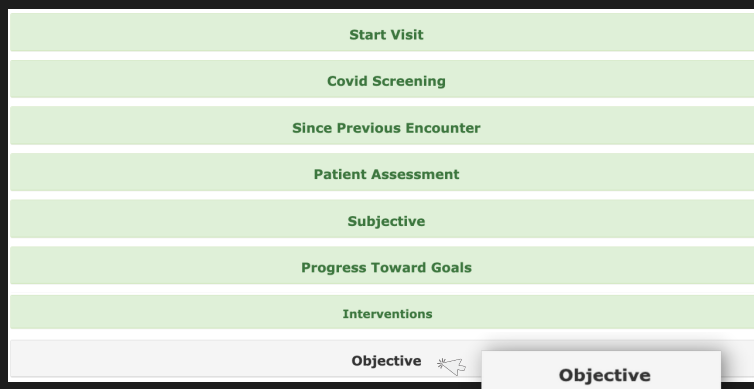 Start Visit
Covid Screening
Since Previous Encounter
Patient Assessment
Subjective
Progress Toward Goals
Interventions
Objective
Objective